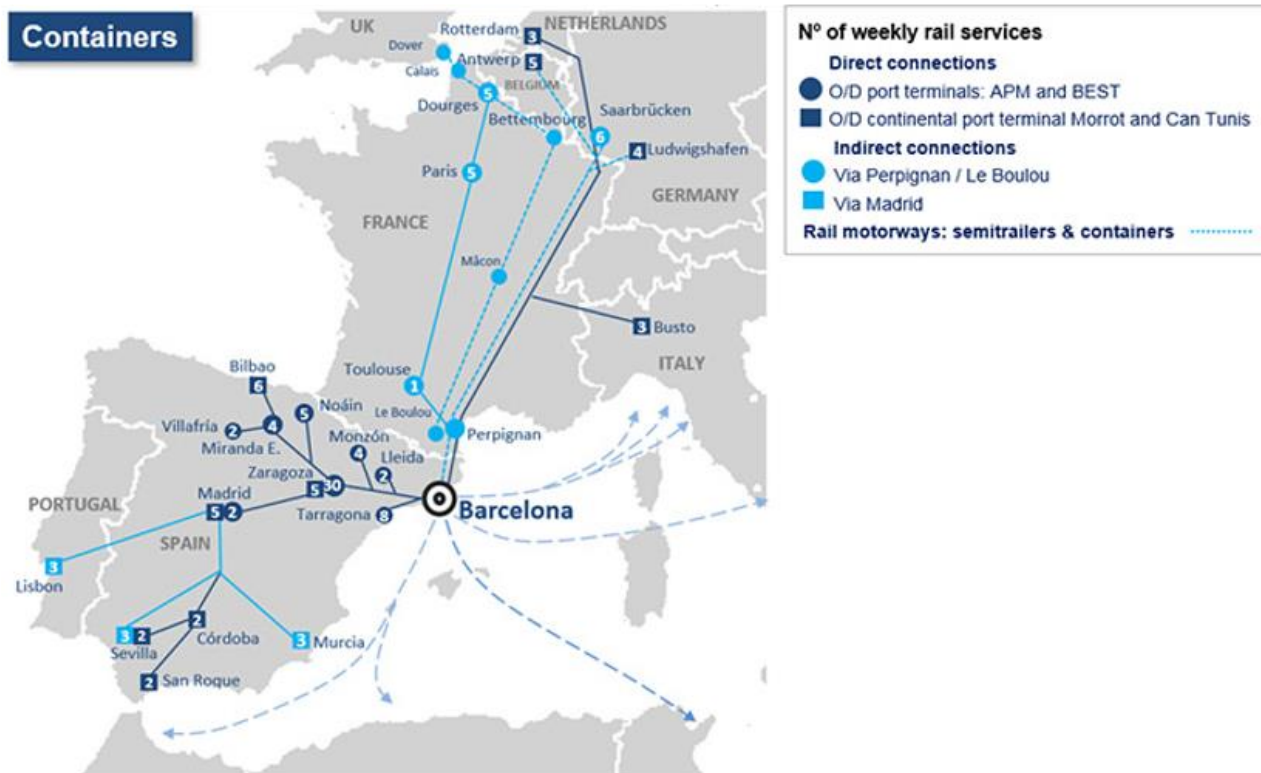 Containers
UK
NETHERLANDS
Rotterdam
3
Dover
Antwerp
5
Calais
BELGIUM
Dourges
5
Saarbrücken
Bettembourg
6
4
Ludwigshafen
Paris
5
GERMANY
FRANCE
Mâcon
3
Busto
ITALY
Toulouse
1
Bilbao
6
Noáin
5
Le Boulou
Villafría
2
4
Miranda E.
Monzón
4
Perpignan
Lleida
2
Zaragoza
5
30
PORTUGAL
Madrid
5
2
Tarragona
8
Barcelona
SPAIN
3
Lisbon
2
Córdoba
3
2
Sevilla
3
Murcia
2
San Roque
Nº of weekly rail services
Direct connections
O/D port terminals: APM and BEST
O/D continental port terminal Morrot and Can Tunis
Indirect connections
Via Perpignan / Le Boulou
Via Madrid
Rail motorways: semitrailers & containers